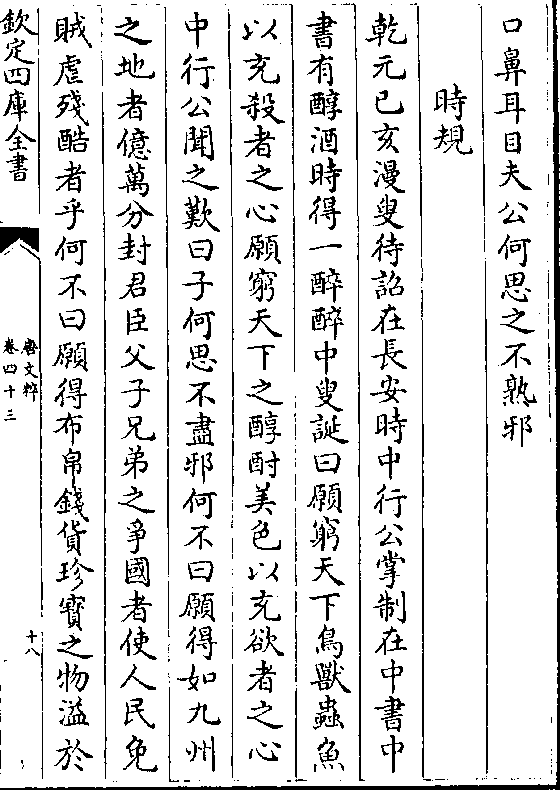 口鼻耳目夫公何思之不熟邪
時規
乾元已亥漫叟待詔在長安時中行公掌制在中書中
書有醇酒時得一醉醉中叟誕曰願窮天下鳥獸蟲魚
以充殺者之心願窮天下之醇酎美色以充欲者之心
中行公聞之歎曰子何思不盡邪何不曰願得如九州
之地者億萬分封君臣父子兄弟之爭國者使人民免
賊虐殘酷者乎何不曰願得布帛錢貨珍寳之物溢於
欽定四庫全書
唐文粹
卷四十三
十八